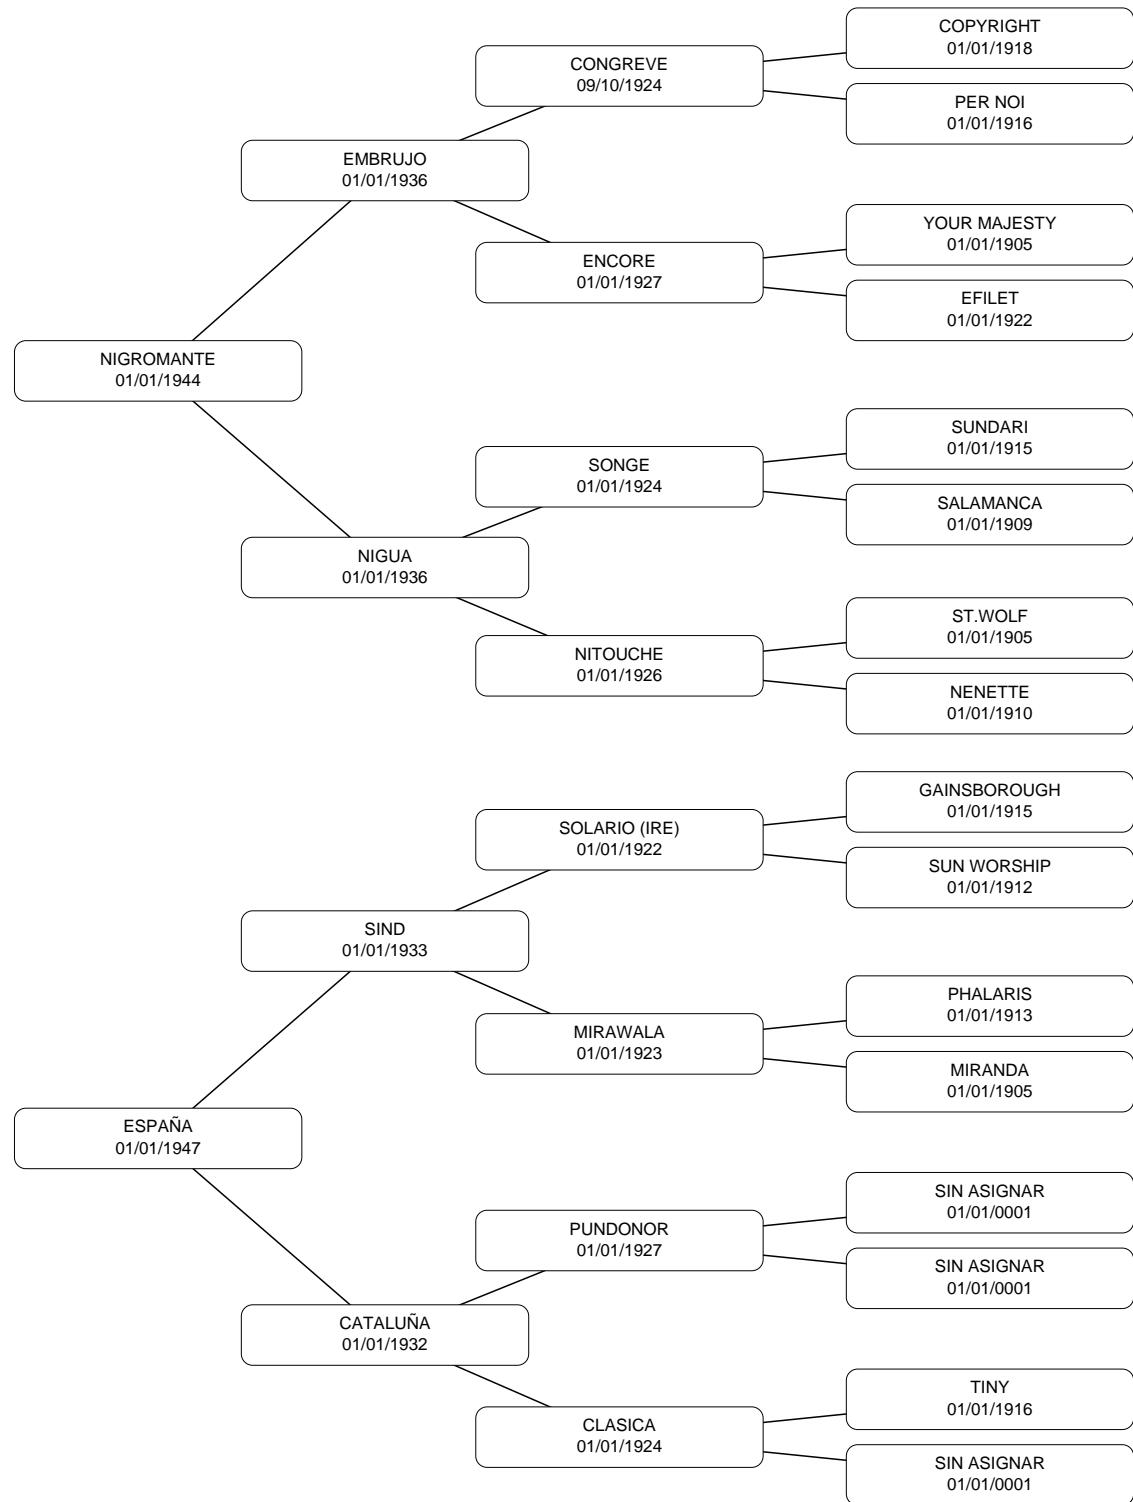 COPYRIGHT
01/01/1918
CONGREVE
09/10/1924
PER NOI
01/01/1916
EMBRUJO
01/01/1936
YOUR MAJESTY
01/01/1905
ENCORE
01/01/1927
EFILET
01/01/1922
NIGROMANTE
01/01/1944
SUNDARI
01/01/1915
SONGE
01/01/1924
SALAMANCA
01/01/1909
NIGUA
01/01/1936
ST.WOLF
01/01/1905
NITOUCHE
01/01/1926
NENETTE
01/01/1910
GAINSBOROUGH
01/01/1915
SOLARIO (IRE)
01/01/1922
SUN WORSHIP
01/01/1912
SIND
01/01/1933
PHALARIS
01/01/1913
MIRAWALA
01/01/1923
MIRANDA
01/01/1905
ESPAÑA
01/01/1947
SIN ASIGNAR
01/01/0001
PUNDONOR
01/01/1927
SIN ASIGNAR
01/01/0001
CATALUÑA
01/01/1932
TINY
01/01/1916
CLASICA
01/01/1924
SIN ASIGNAR
01/01/0001